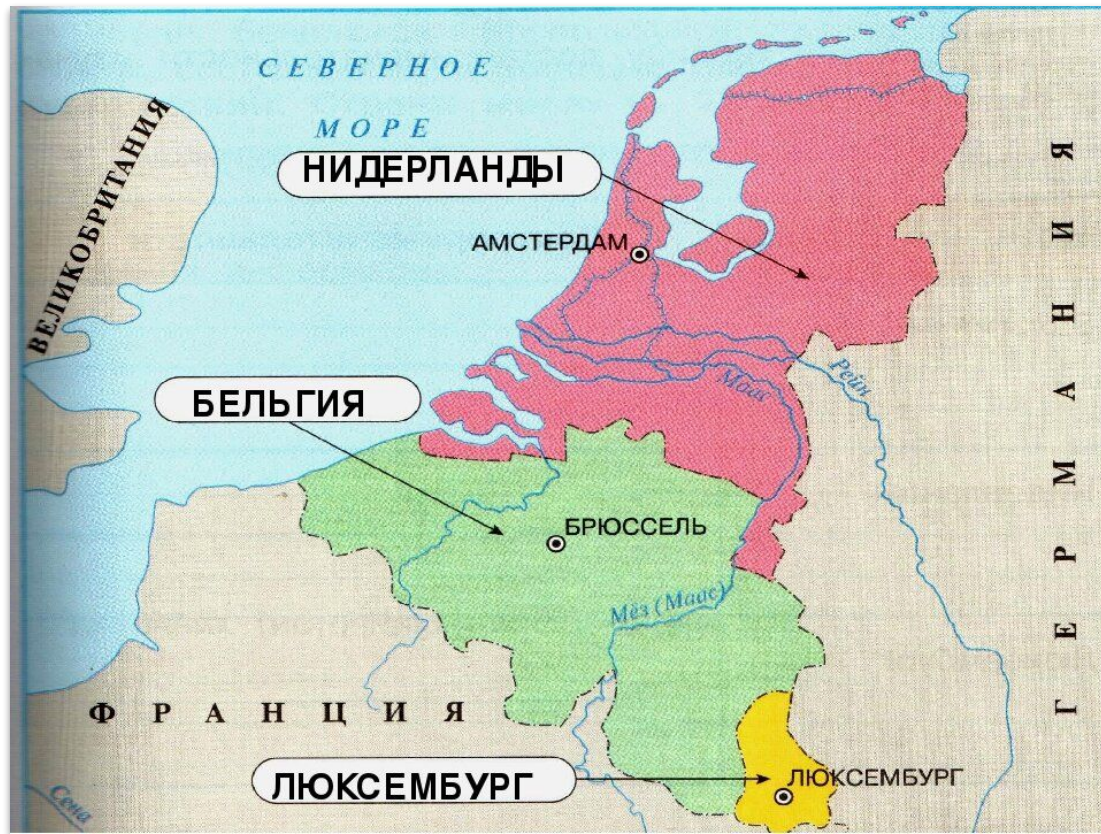 СЕВЕРНОЕ
МОРЕ
ВЕЛИКОБРИТАНИЯ
НИДЕРЛАНДЫ
АМСТЕРДАМ
ГЕРМАНИЯ
Рейн
Маас
БЕЛЬГИЯ
БРЮССЕЛЬ
Мёз (Маас)
ФРАНЦИЯ
ЛЮКСЕМБУРГ
ЛЮКСЕМБУРГ
Сена